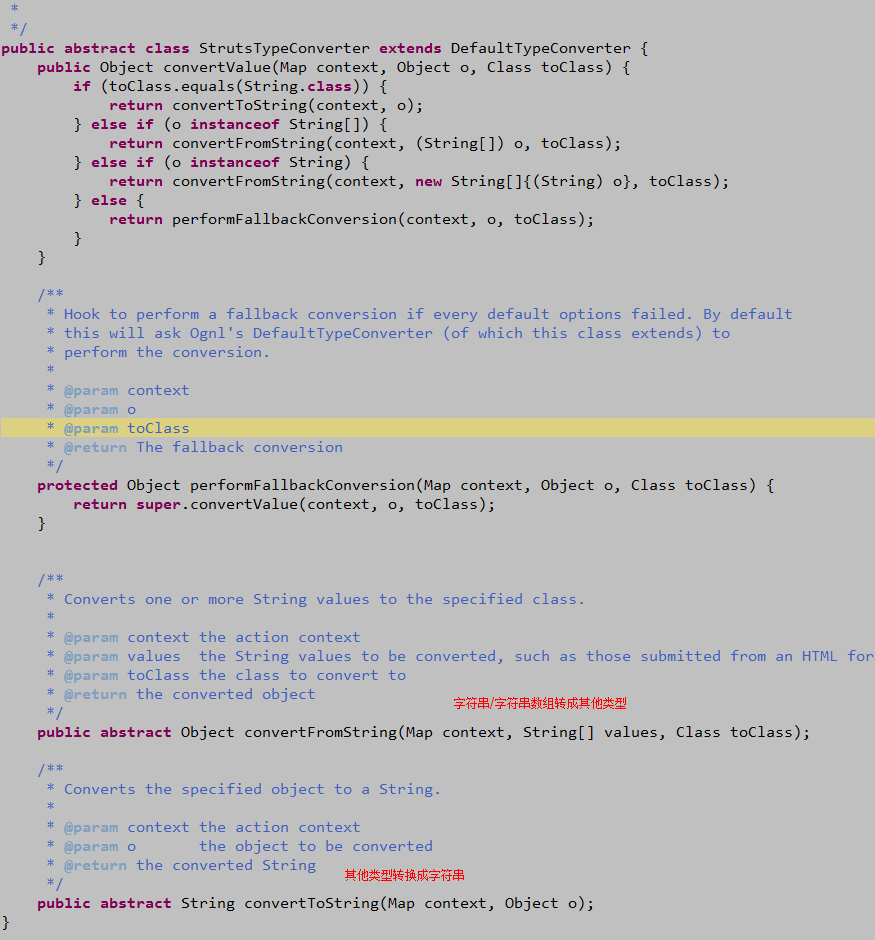 *
 */
public abstract class StrutsTypeConverter extends DefaultTypeConverter {
    public Object convertValue(Map context, Object o, Class toClass) {
        if (toClass.equals(String.class)) {
            return convertToString(context, o);
        } else if (o instanceof String[]) {
            return convertFromString(context, (String[]) o, toClass);
        } else if (o instanceof String) {
            return convertFromString(context, new String[]{(String) o}, toClass);
        } else {
            return performFallbackConversion(context, o, toClass);
        }
    }
    /**
     * Hook to perform a fallback conversion if every default options failed. By default
     * this will ask Ognl's DefaultTypeConverter (of which this class extends) to
     * perform the conversion.
     *
     * @param context
     * @param o
     * @param toClass
     * @return The fallback conversion
     */
    protected Object performFallbackConversion(Map context, Object o, Class toClass) {
        return super.convertValue(context, o, toClass);
    }
    /**
     * Converts one or more String values to the specified class.
     *
     * @param context the action context
     * @param values  the String values to be converted, such as those submitted from an HTML for
     * @param toClass the class to convert to
     * @return the converted object
字符串/字符串数组转成其他类型
     */
    public abstract Object convertFromString(Map context, String[] values, Class toClass);
    /**
     * Converts the specified object to a String.
     *
     * @param context the action context
     * @param o       the object to be converted
     * @return the converted String
其他类型转换成字符串
     */
    public abstract String convertToString(Map context, Object o);
}